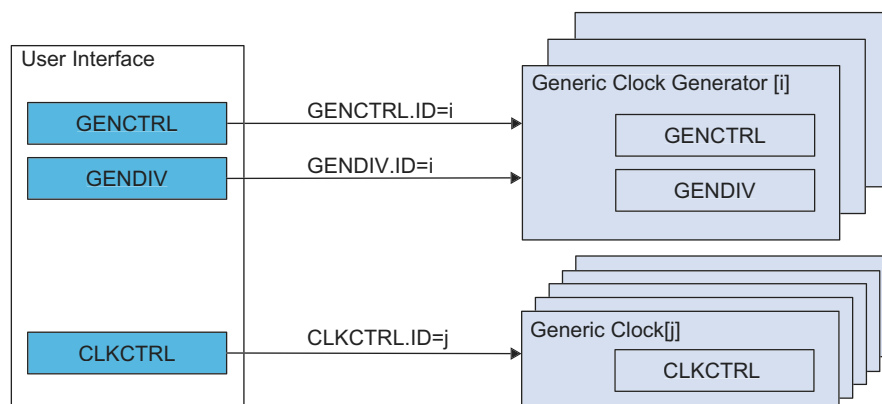 User Interface
GENCTRL
GENDIV
CLKCTRL
GENCTRL.ID=i
GENDIV.ID=i
CLKCTRL.ID=j
Generic Clock Generator [i]
GENCTRL
GENDIV
Generic Clock[j]
CLKCTRL